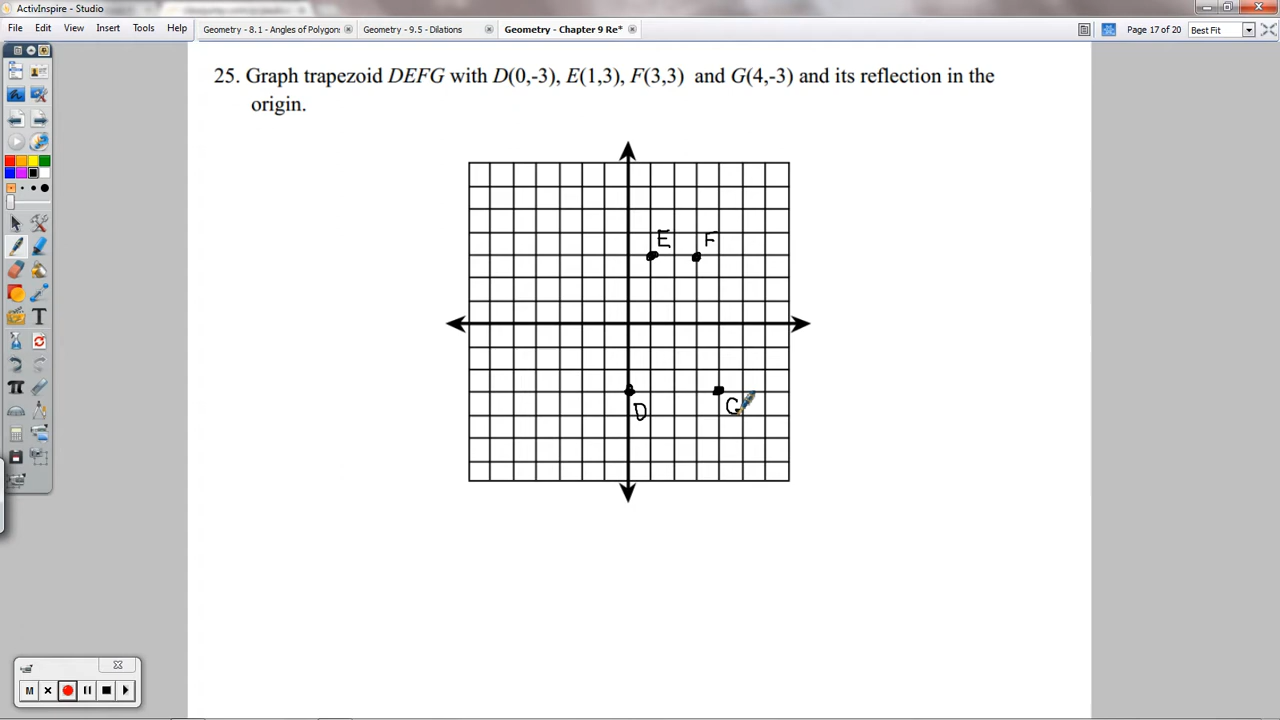 ActivInspire - Studio
File Edit View Insert Tools Help
Geometry - 8.1 - Angles of Polygons
Geometry - 9.5 - Dilations
Geometry - Chapter 9 Re*
Page 17 of 20
Best Fit
25. Graph trapezoid DEFG with D(0,-3), E(1,3), F(3,3) and G(4,-3) and its reflection in the
origin.
E F
D G
M